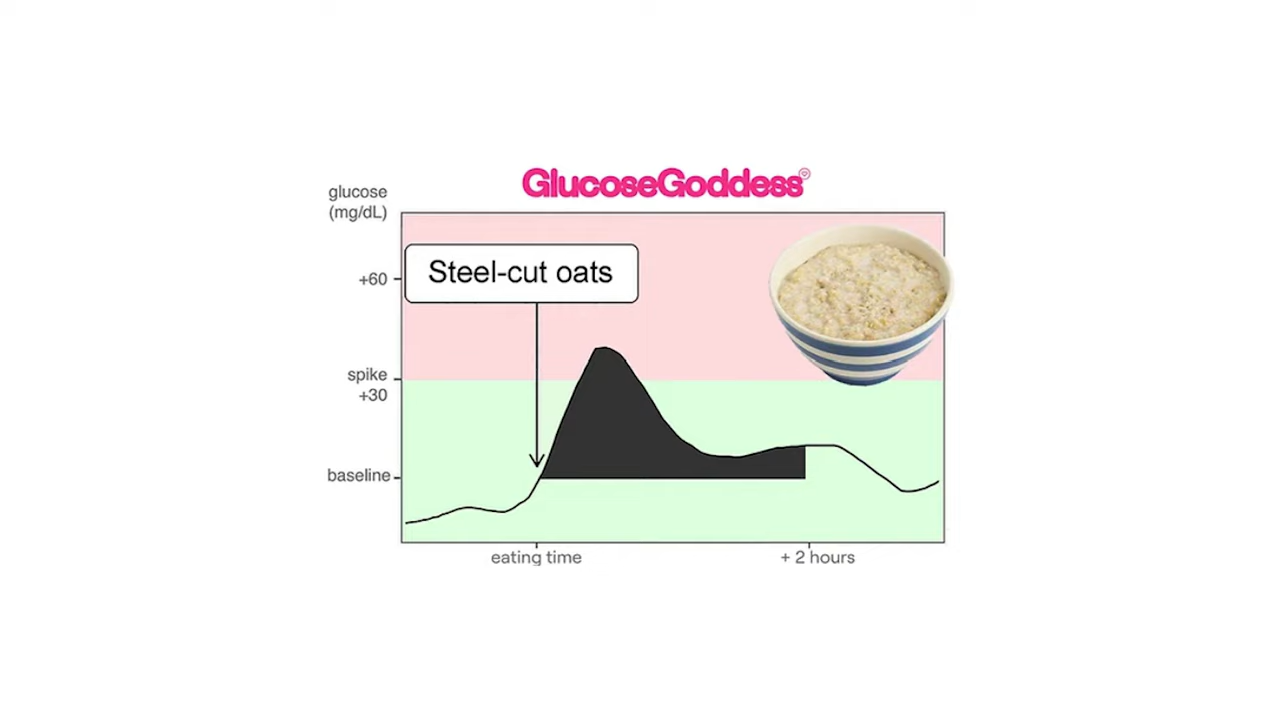 GlucoseGoddess
glucose
(mg/dL)
Steel-cut oats
+60
spike
+30
baseline
eating time
+ 2 hours